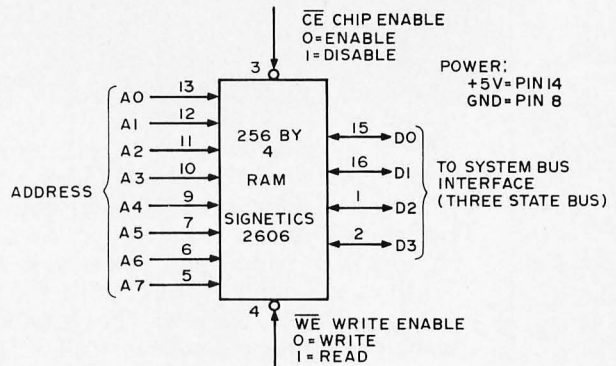 CE CHIP ENABLE
0=ENABLE
1=DISABLE
POWER:
+5V=PIN 14
GND=PIN 8
3
ADDRESS
A0 13
A1 12
A2 11
A3 10
A4 9
A5 7
A6 6
A7 5
256 BY
4
RAM
SIGNETICS
2606
15 D0
16 D1
1 D2
2 D3
TO SYSTEM BUS
INTERFACE
(THREE STATE BUS)
4
WE WRITE ENABLE
0=WRITE
1=READ